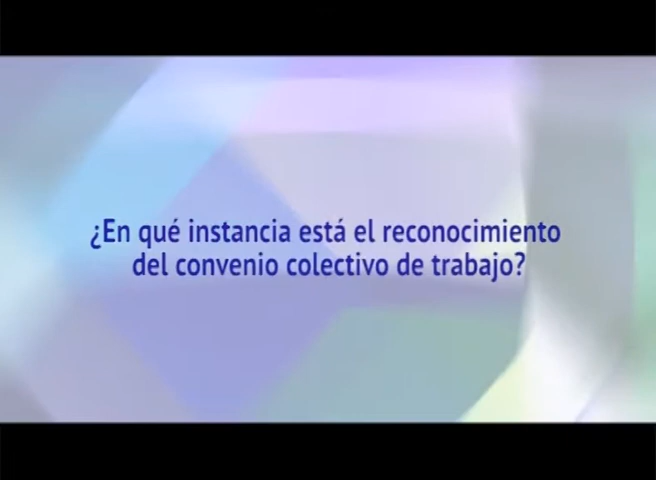 ¿En qué instancia está el reconocimiento
del convenio colectivo de trabajo?